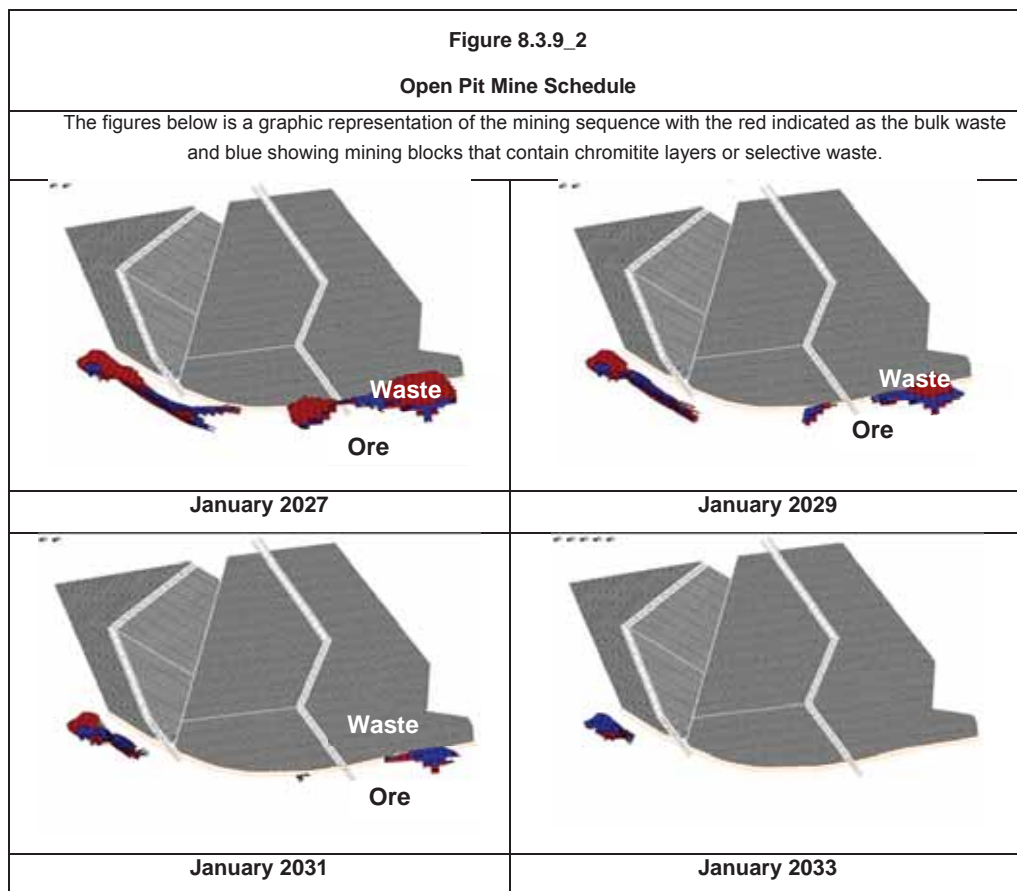 Figure 8.3.9_2
Open Pit Mine Schedule
The figures below is a graphic representation of the mining sequence with the red indicated as the bulk waste
and blue showing mining blocks that contain chromitite layers or selective waste.
Waste
Ore
Waste
Ore
January 2027
January 2029
Waste
Ore
January 2031
January 2033